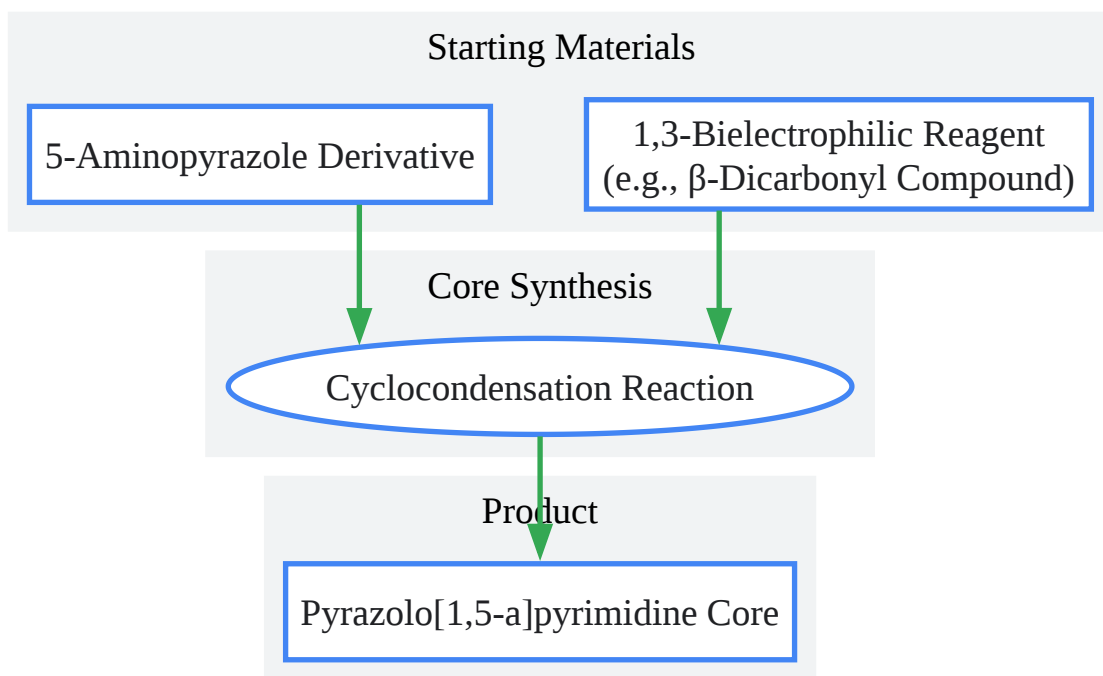 Starting Materials
5-Aminopyrazole Derivative
1,3-Bielectrophilic Reagent
(e.g., β-Dicarbonyl Compound)
Core Synthesis
Cyclocondensation Reaction
Product
Pyrazolo[1,5-a]pyrimidine Core